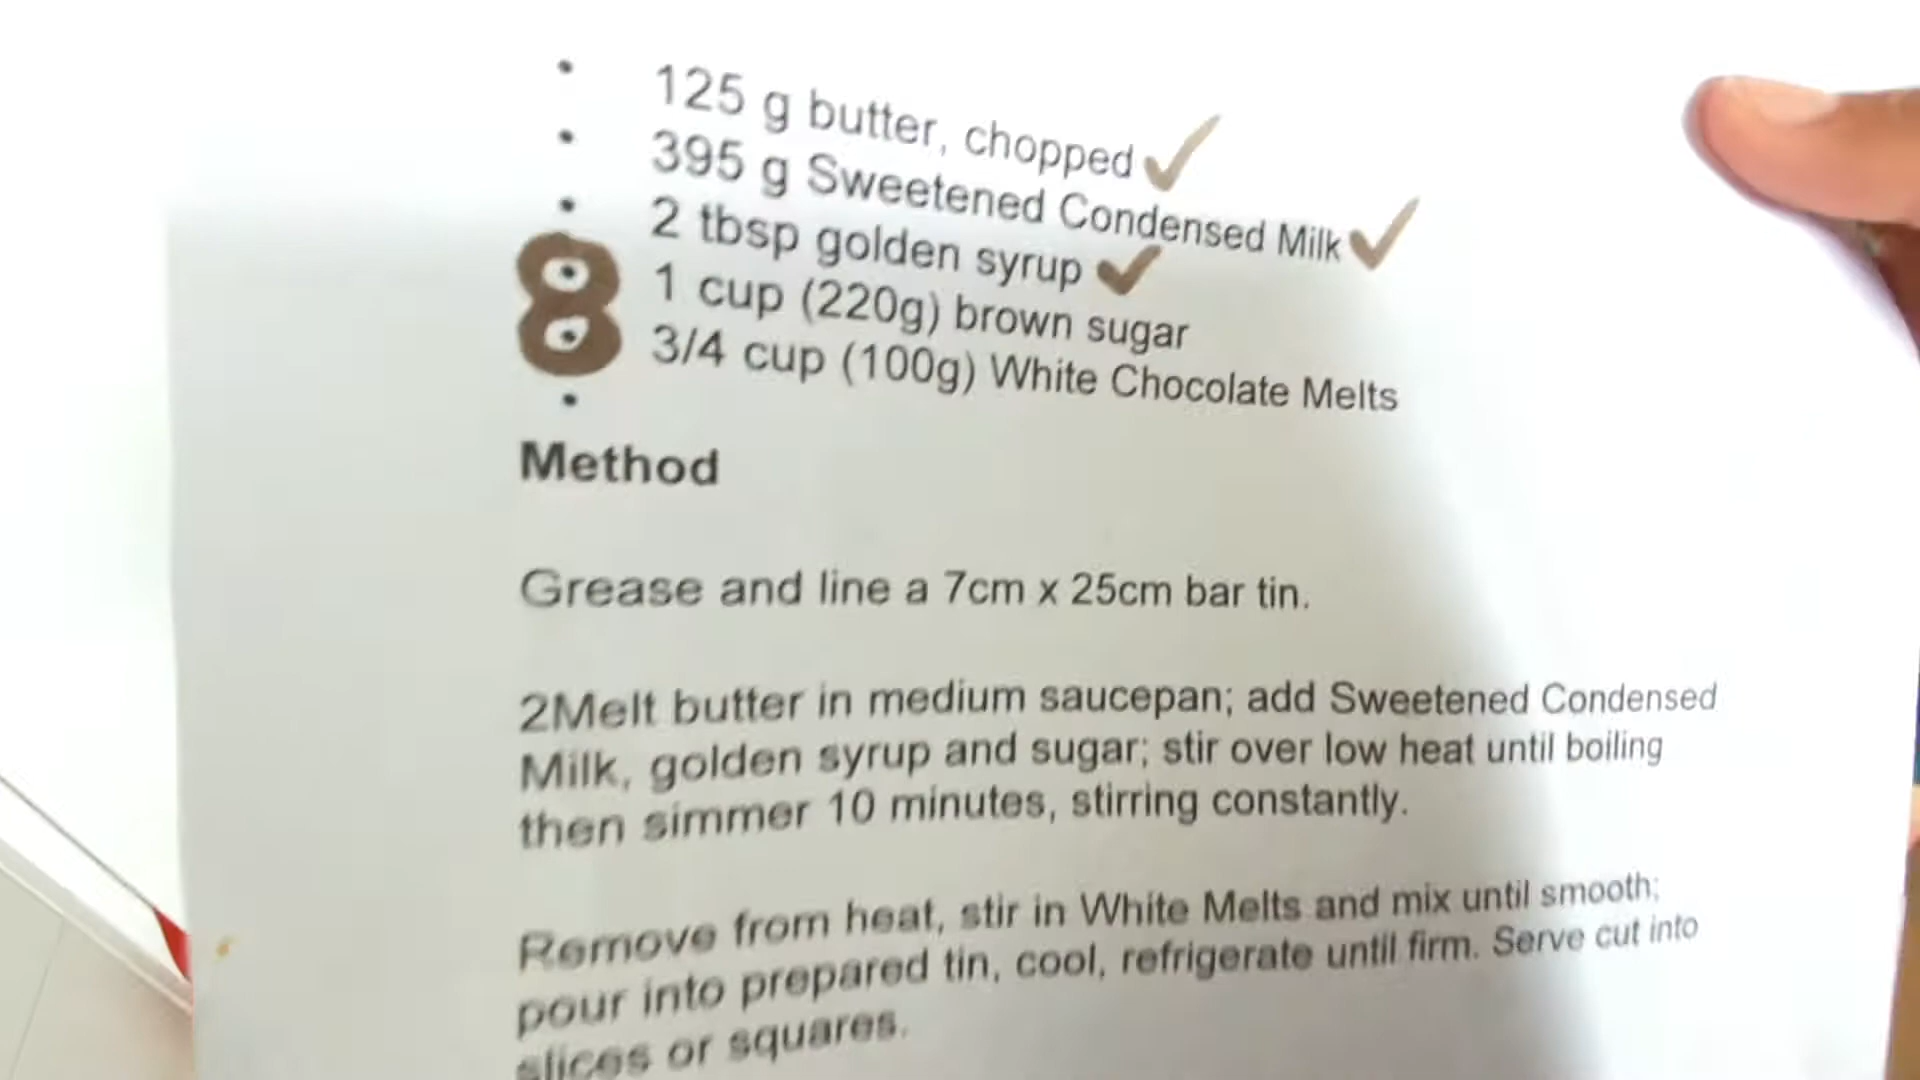 • 125 g butter, chopped ✓
• 395 g Sweetened Condensed Milk ✓
• 2 tbsp golden syrup ✓
• 1 cup (220g) brown sugar
• 3/4 cup (100g) White Chocolate Melts
•
8
Method
Grease and line a 7cm x 25cm bar tin.
2Melt butter in medium saucepan; add Sweetened Condensed
Milk, golden syrup and sugar; stir over low heat until boiling
then simmer 10 minutes, stirring constantly.
Remove from heat, stir in White Melts and mix until smooth;
pour into prepared tin, cool, refrigerate until firm. Serve cut into
slices or squares.